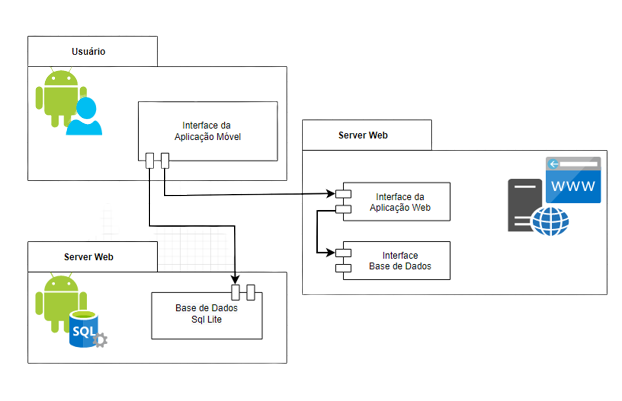 Usuário
Interface da
Aplicação Móvel
Server Web
WWW
Interface da
Aplicação Web
Interface
Base de Dados
Server Web
SQL
Base de Dados
Sql Lite